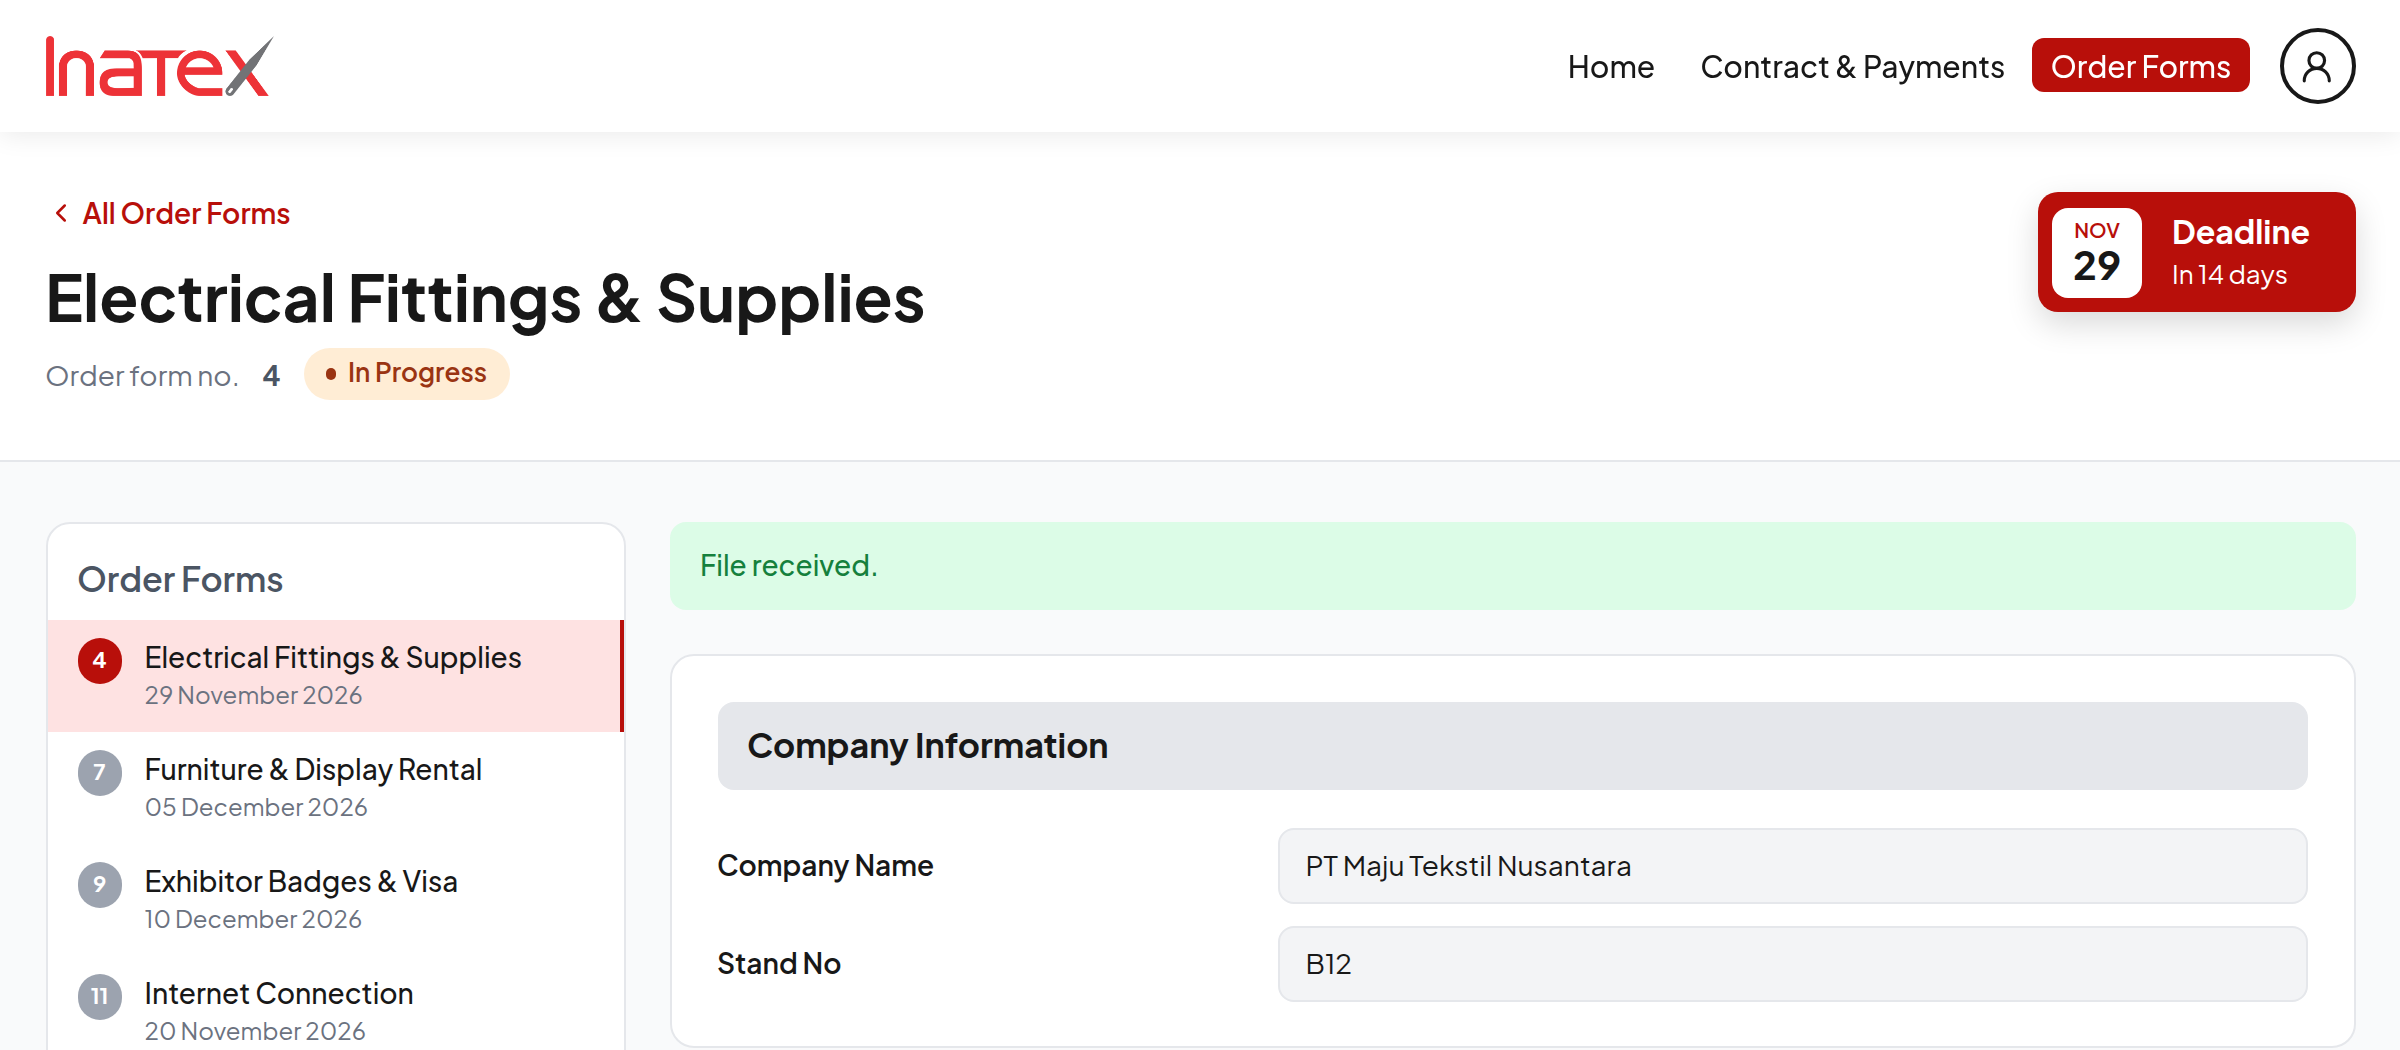 Inatex
Home
Contract & Payments
Order Forms
All Order Forms
Electrical Fittings & Supplies
Order form no. 4
In Progress
NOV
29
Deadline
In 14 days
Order Forms
4
Electrical Fittings & Supplies
29 November 2026
7
Furniture & Display Rental
05 December 2026
9
Exhibitor Badges & Visa
10 December 2026
11
Internet Connection
20 November 2026
File received.
Company Information
Company Name
PT Maju Tekstil Nusantara
Stand No
B12